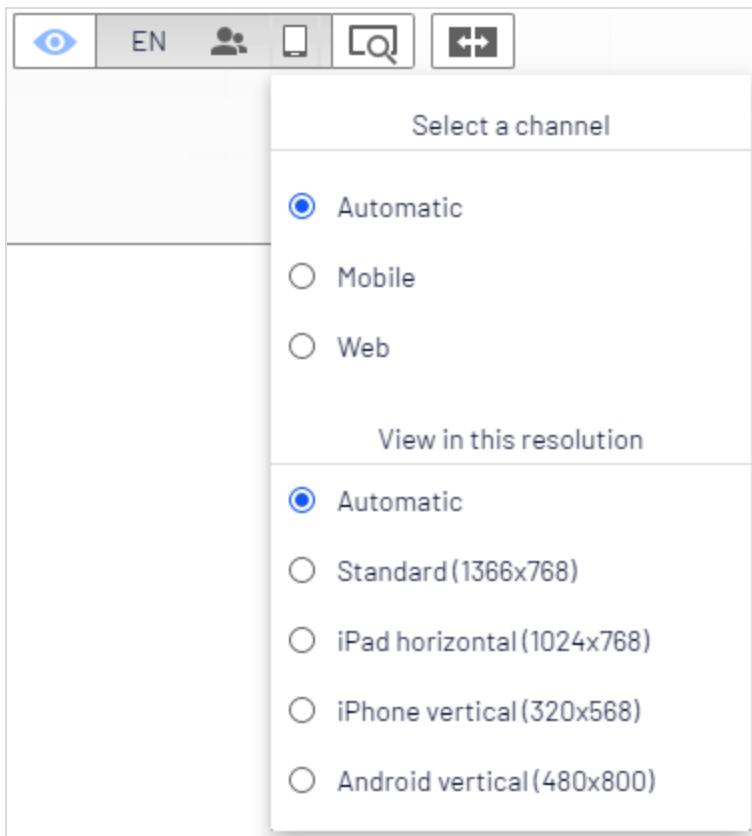 EN
Select a channel
Automatic
Mobile
Web
View in this resolution
Automatic
Standard (1366x768)
iPad horizontal (1024x768)
iPhone vertical (320x568)
Android vertical (480x800)